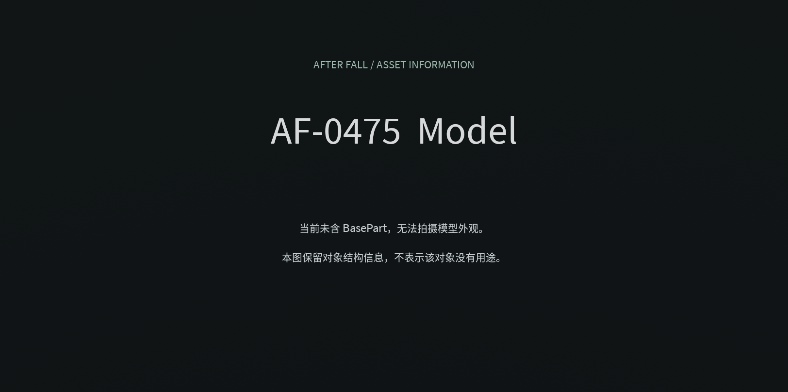 AFTER FALL / ASSET INFORMATION
AF-0475 Model
当前未含 BasePart，无法拍摄模型外观。
本图保留对象结构信息，不表示该对象没有用途。